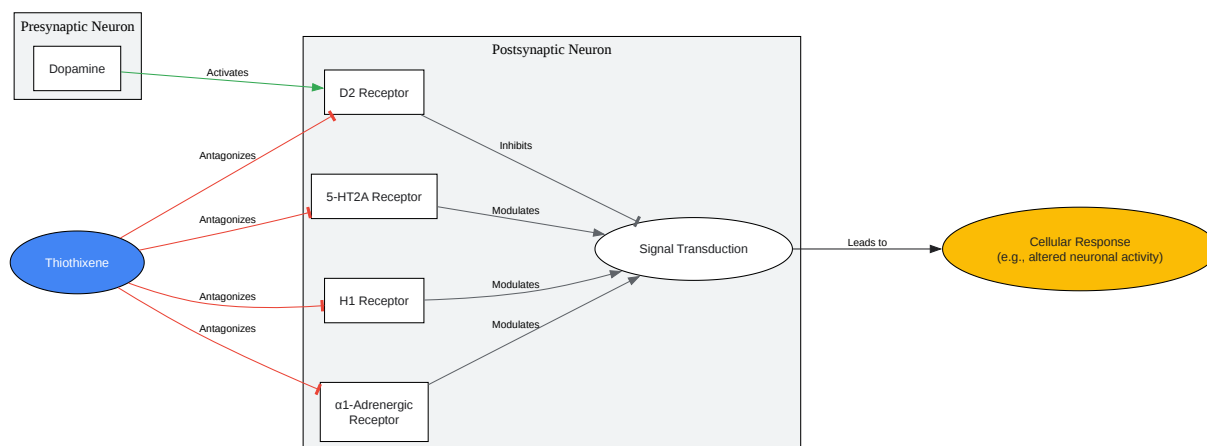 Presynaptic Neuron
Dopamine
Activates
Postsynaptic Neuron
D2 Receptor
Antagonizes
Inhibits
5-HT2A Receptor
Antagonizes
Modulates
Thiothixene
Signal Transduction
Leads to
Cellular Response
(e.g., altered neuronal activity)
Antagonizes
H1 Receptor
Modulates
Antagonizes
Modulates
α1-Adrenergic
Receptor